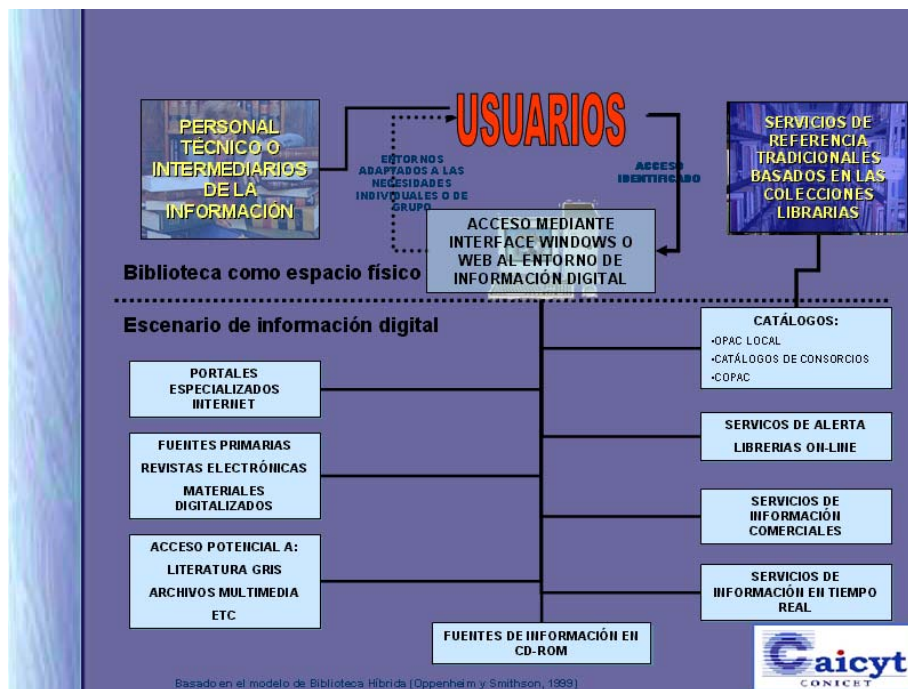 USUARIOS
PERSONAL
TÉCNICO O
INTERMEDIARIOS
DE LA
INFORMACIÓN
ENTORNOS
ADAPTADOS A LAS
NECESIDADES
INDIVIDUALES O DE
GRUPO
ACCESO
IDENTIFICADO
SERVICIOS DE
REFERENCIA
TRADICIONALES
BASADOS EN LAS
COLECCIONES
LIBRARIAS
ACCESO MEDIANTE
INTERFACE WINDOWS O
WEB AL ENTORNO DE
INFORMACIÓN DIGITAL
Biblioteca como espacio físico
Escenario de información digital
PORTALES
ESPECIALIZADOS
INTERNET
FUENTES PRIMARIAS
REVISTAS ELECTRÓNICAS
MATERIALES
DIGITALIZADOS
ACCESO POTENCIAL A:
LITERATURA GRIS
ARCHIVOS MULTIMEDIA
ETC
CATÁLOGOS:
•OPAC LOCAL
•CATÁLOGOS DE CONSORCIOS
•COPAC
SERVICOS DE ALERTA
LIBRERIAS ON-LINE
SERVICIOS DE
INFORMACIÓN
COMERCIALES
SERVICIOS DE
INFORMACIÓN EN TIEMPO
REAL
FUENTES DE INFORMACIÓN EN
CD-ROM
Basado en el modelo de Biblioteca Híbrida (Oppenheim y Smithson, 1999)
Caicyt
CONICET